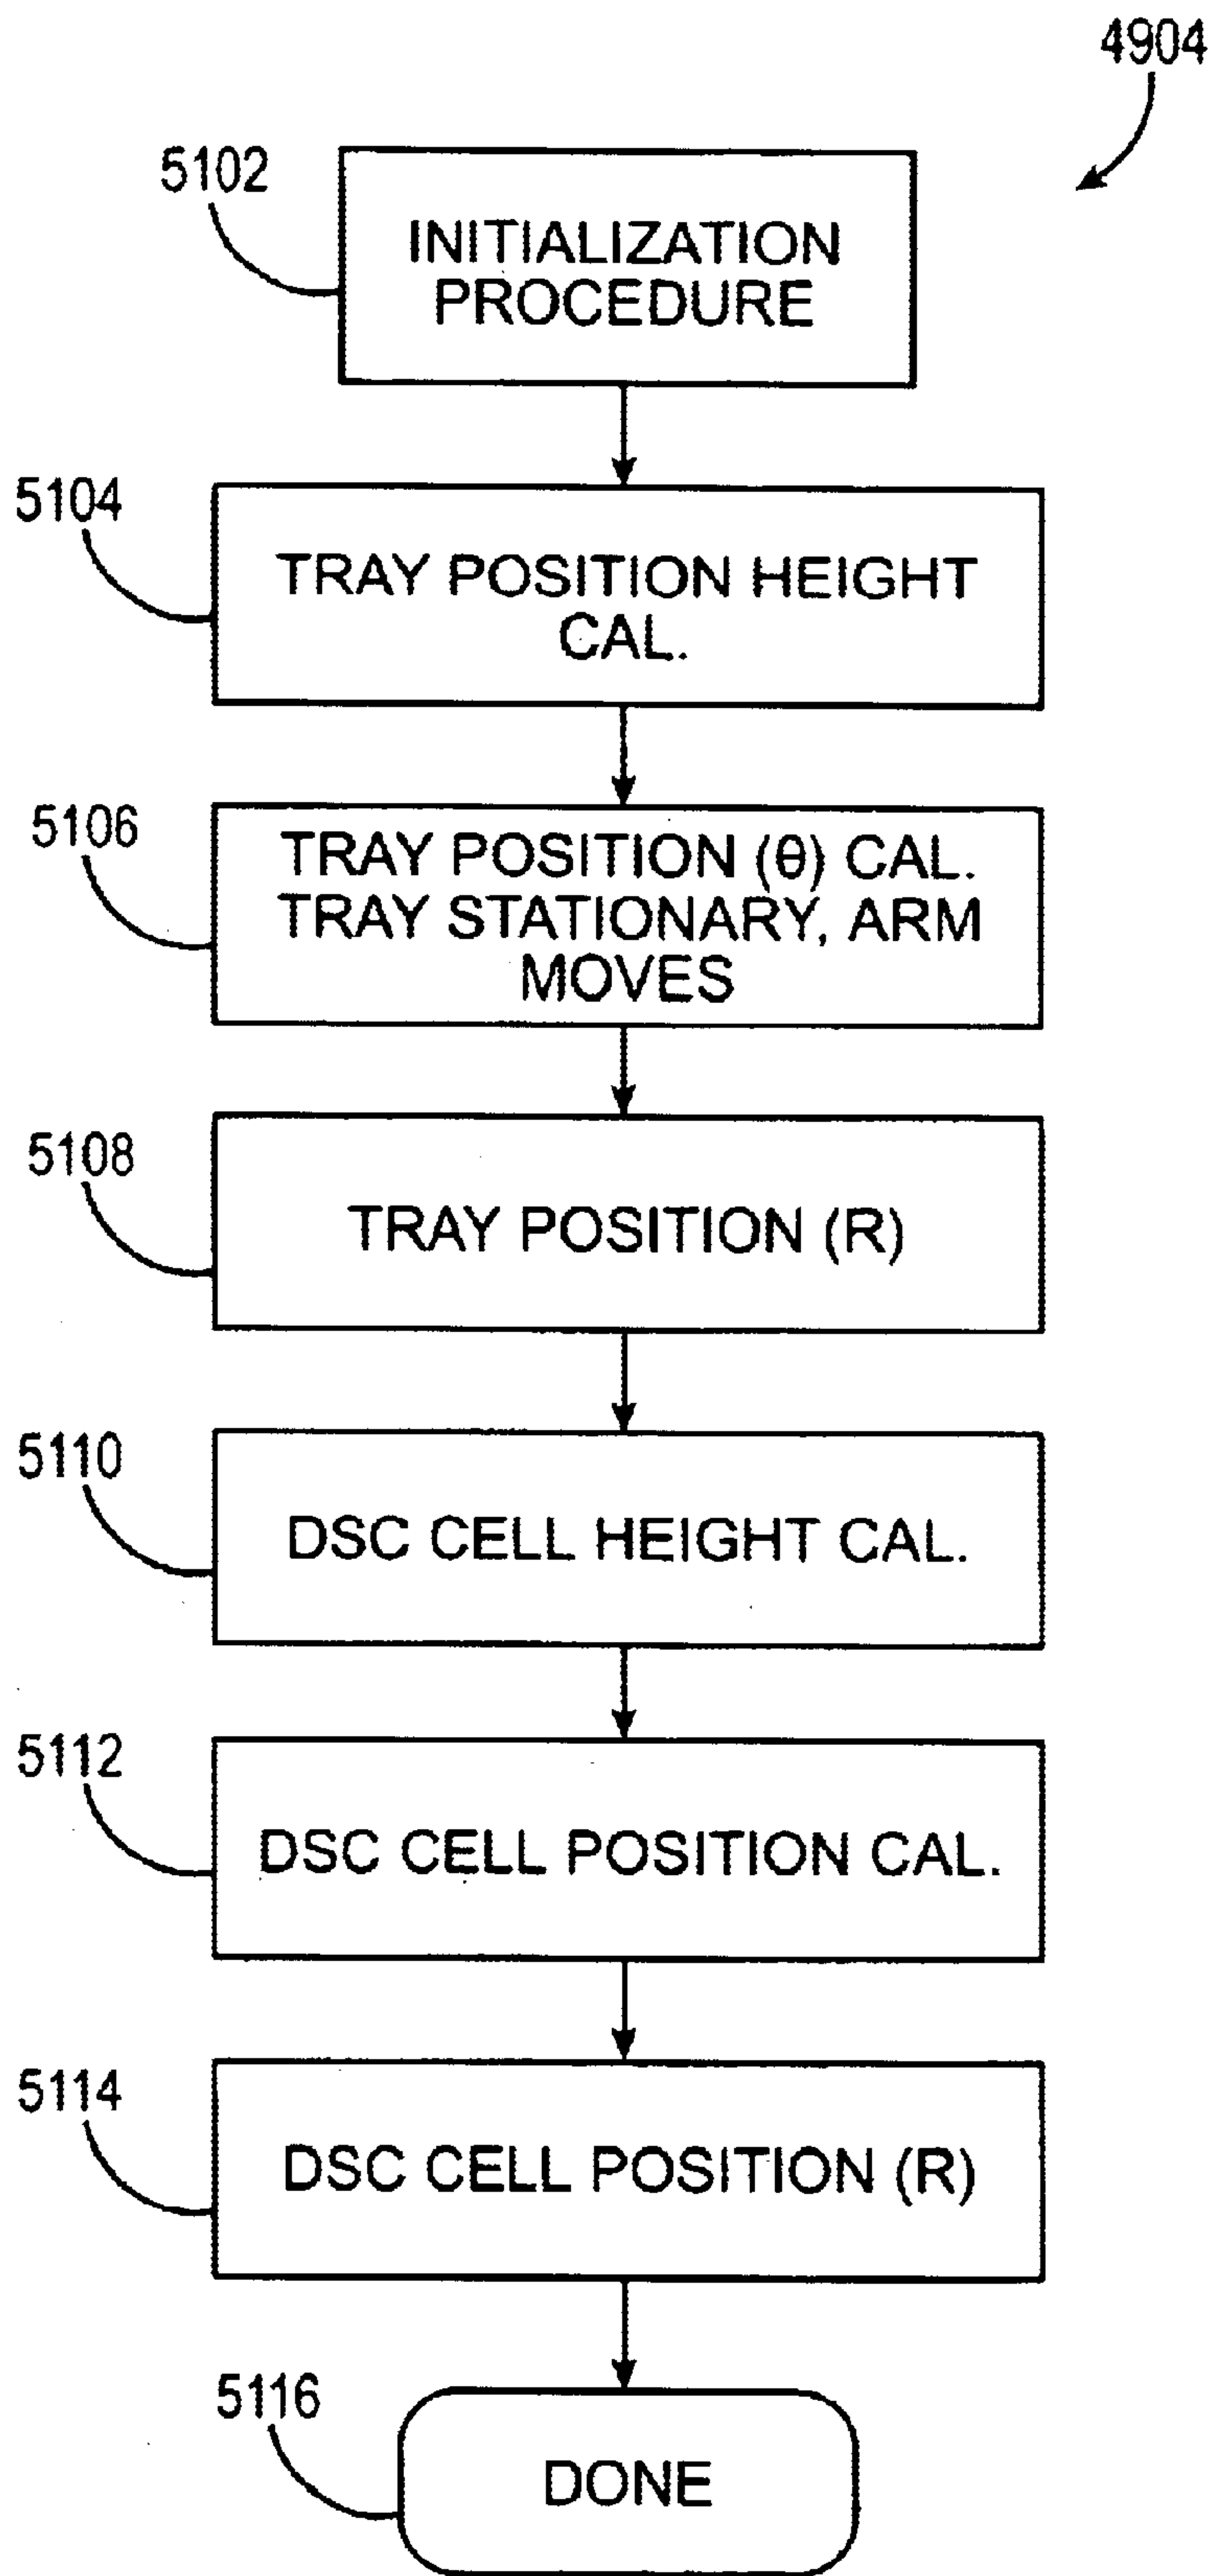 4904
5102
INITIALIZATION
PROCEDURE
5104
TRAY POSITION HEIGHT
CAL.
5106
TRAY POSITION (θ) CAL.
TRAY STATIONARY, ARM
MOVES
5108
TRAY POSITION (R)
5110
DSC CELL HEIGHT CAL.
5112
DSC CELL POSITION CAL.
5114
DSC CELL POSITION (R)
5116
DONE